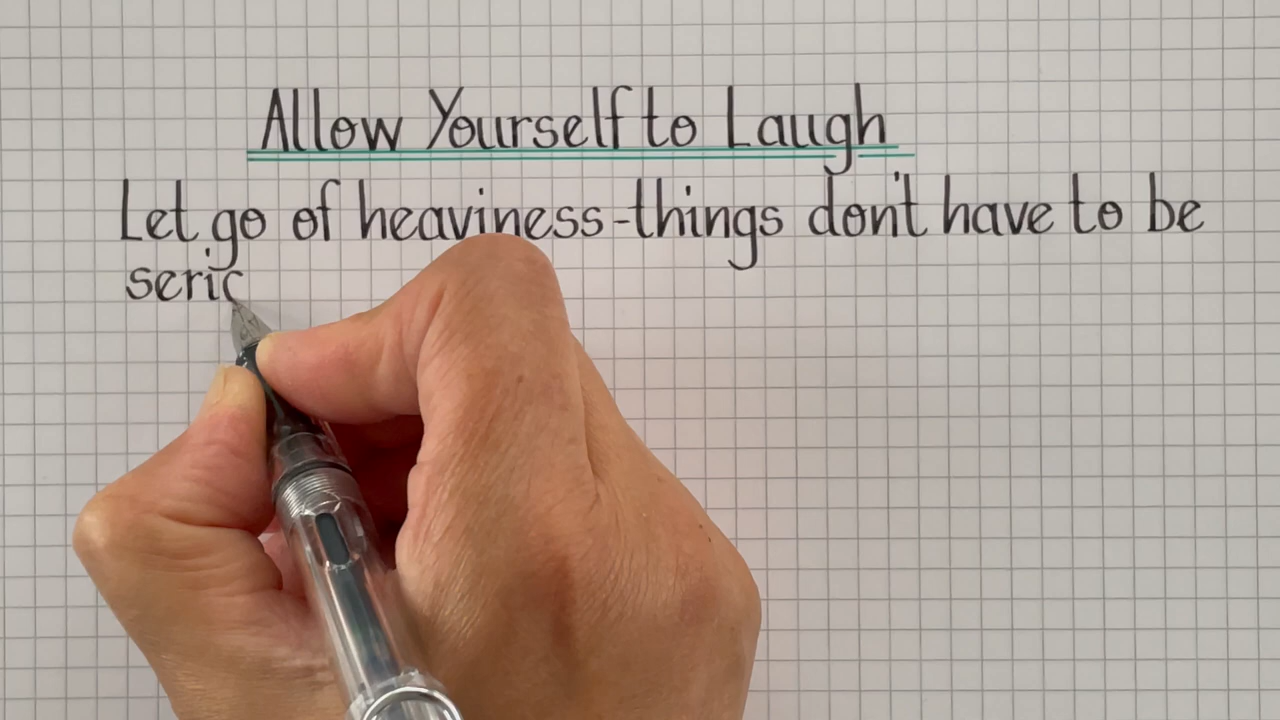 Allow Yourself to Laugh
Let go of heaviness - things don't have to be
seric